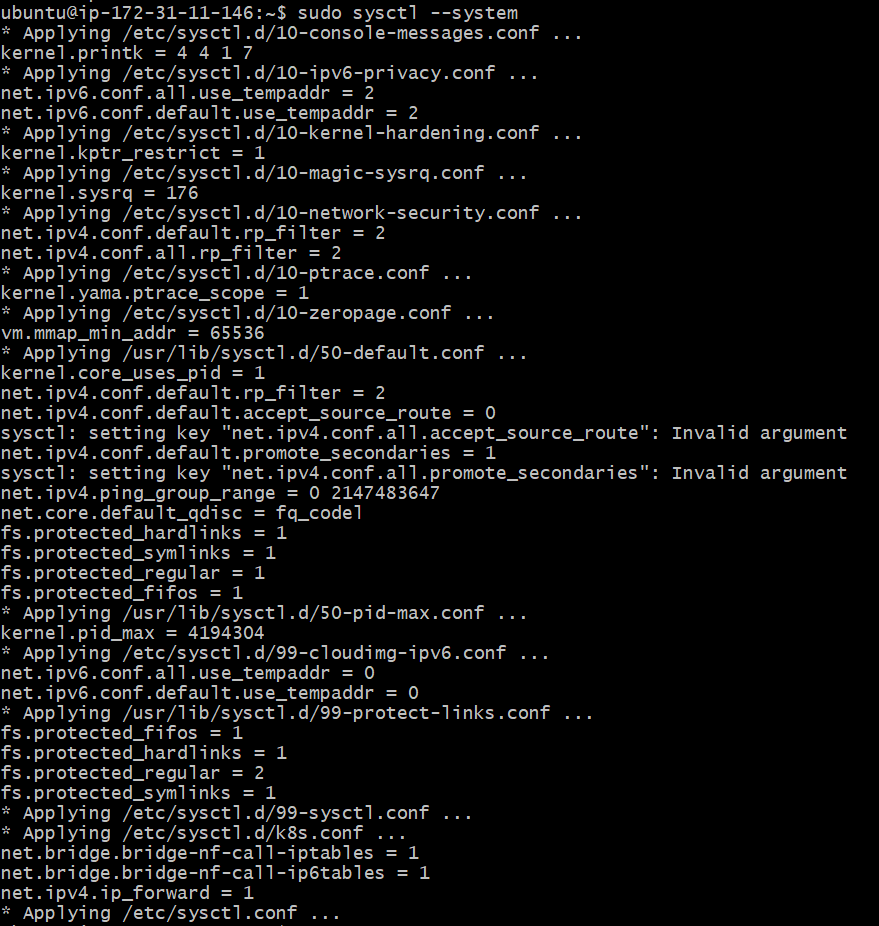 ubuntu@ip-172-31-11-146:~$ sudo sysctl --system
* Applying /etc/sysctl.d/10-console-messages.conf ...
kernel.printk = 4 4 1 7
* Applying /etc/sysctl.d/10-ipv6-privacy.conf ...
net.ipv6.conf.all.use_tempaddr = 2
net.ipv6.conf.default.use_tempaddr = 2
* Applying /etc/sysctl.d/10-kernel-hardening.conf ...
kernel.kptr_restrict = 1
* Applying /etc/sysctl.d/10-magic-sysrq.conf ...
kernel.sysrq = 176
* Applying /etc/sysctl.d/10-network-security.conf ...
net.ipv4.conf.default.rp_filter = 2
net.ipv4.conf.all.rp_filter = 2
* Applying /etc/sysctl.d/10-ptrace.conf ...
kernel.yama.ptrace_scope = 1
* Applying /etc/sysctl.d/10-zeropage.conf ...
vm.mmap_min_addr = 65536
* Applying /usr/lib/sysctl.d/50-default.conf ...
kernel.core_uses_pid = 1
net.ipv4.conf.default.rp_filter = 2
net.ipv4.conf.default.accept_source_route = 0
sysctl: setting key "net.ipv4.conf.all.accept_source_route": Invalid argument
net.ipv4.conf.default.promote_secondaries = 1
sysctl: setting key "net.ipv4.conf.all.promote_secondaries": Invalid argument
net.ipv4.ping_group_range = 0 2147483647
net.core.default_qdisc = fq_codel
fs.protected_hardlinks = 1
fs.protected_symlinks = 1
fs.protected_regular = 1
fs.protected_fifos = 1
* Applying /usr/lib/sysctl.d/50-pid-max.conf ...
kernel.pid_max = 4194304
* Applying /etc/sysctl.d/99-cloudimg-ipv6.conf ...
net.ipv6.conf.all.use_tempaddr = 0
net.ipv6.conf.default.use_tempaddr = 0
* Applying /usr/lib/sysctl.d/99-protect-links.conf ...
fs.protected_fifos = 1
fs.protected_hardlinks = 1
fs.protected_regular = 2
fs.protected_symlinks = 1
* Applying /etc/sysctl.d/99-sysctl.conf ...
* Applying /etc/sysctl.d/k8s.conf ...
net.bridge.bridge-nf-call-iptables = 1
net.bridge.bridge-nf-call-ip6tables = 1
net.ipv4.ip_forward = 1
* Applying /etc/sysctl.conf ...